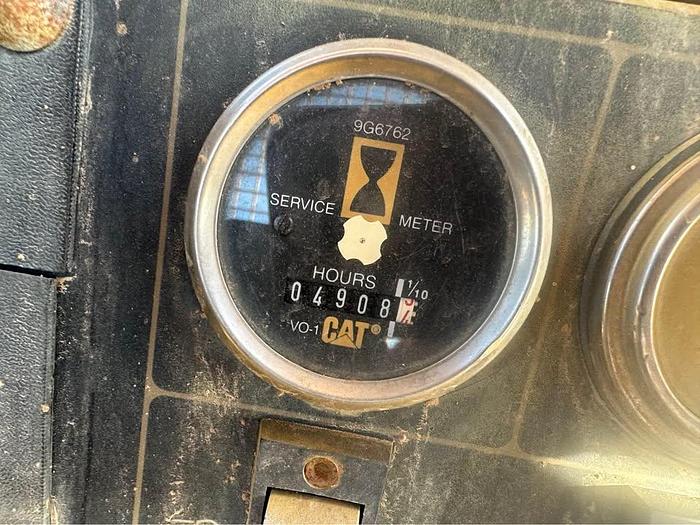 9G6762
SERVICE METER
HOURS 1/10
04908
VO-1 CAT®